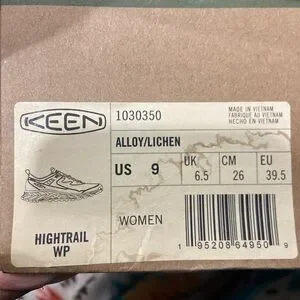 KEEN
1030350
MADE IN VIETNAM
FABRIQUÉ AU VIETNAM
HECHO EN VIETNAM
ALLOY/LICHEN
US 9
UK 6.5
CM 26
EU 39.5
HIGHTRAIL
WP
WOMEN
1 95208 64950 9